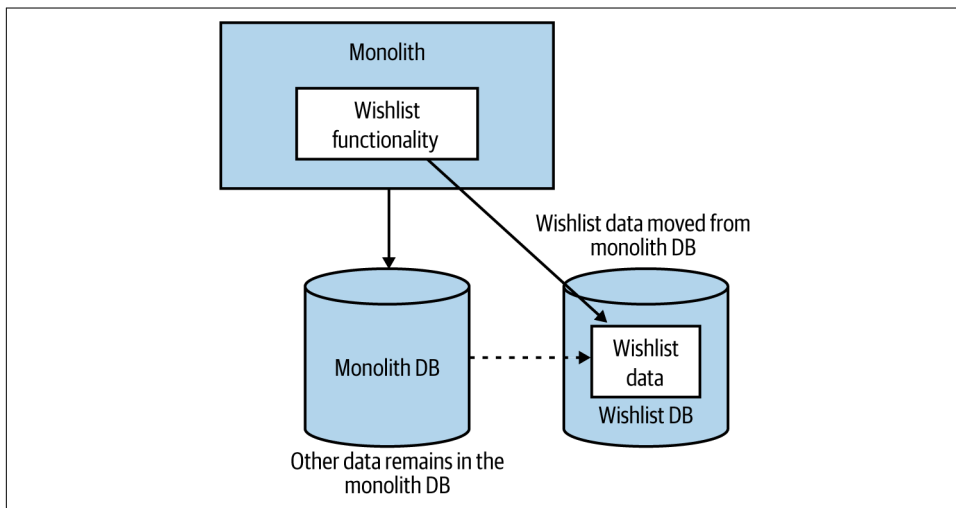 Monolith
Wishlist
functionality
Wishlist data moved from
monolith DB
Monolith DB
Wishlist
data
Wishlist DB
Other data remains in the
monolith DB